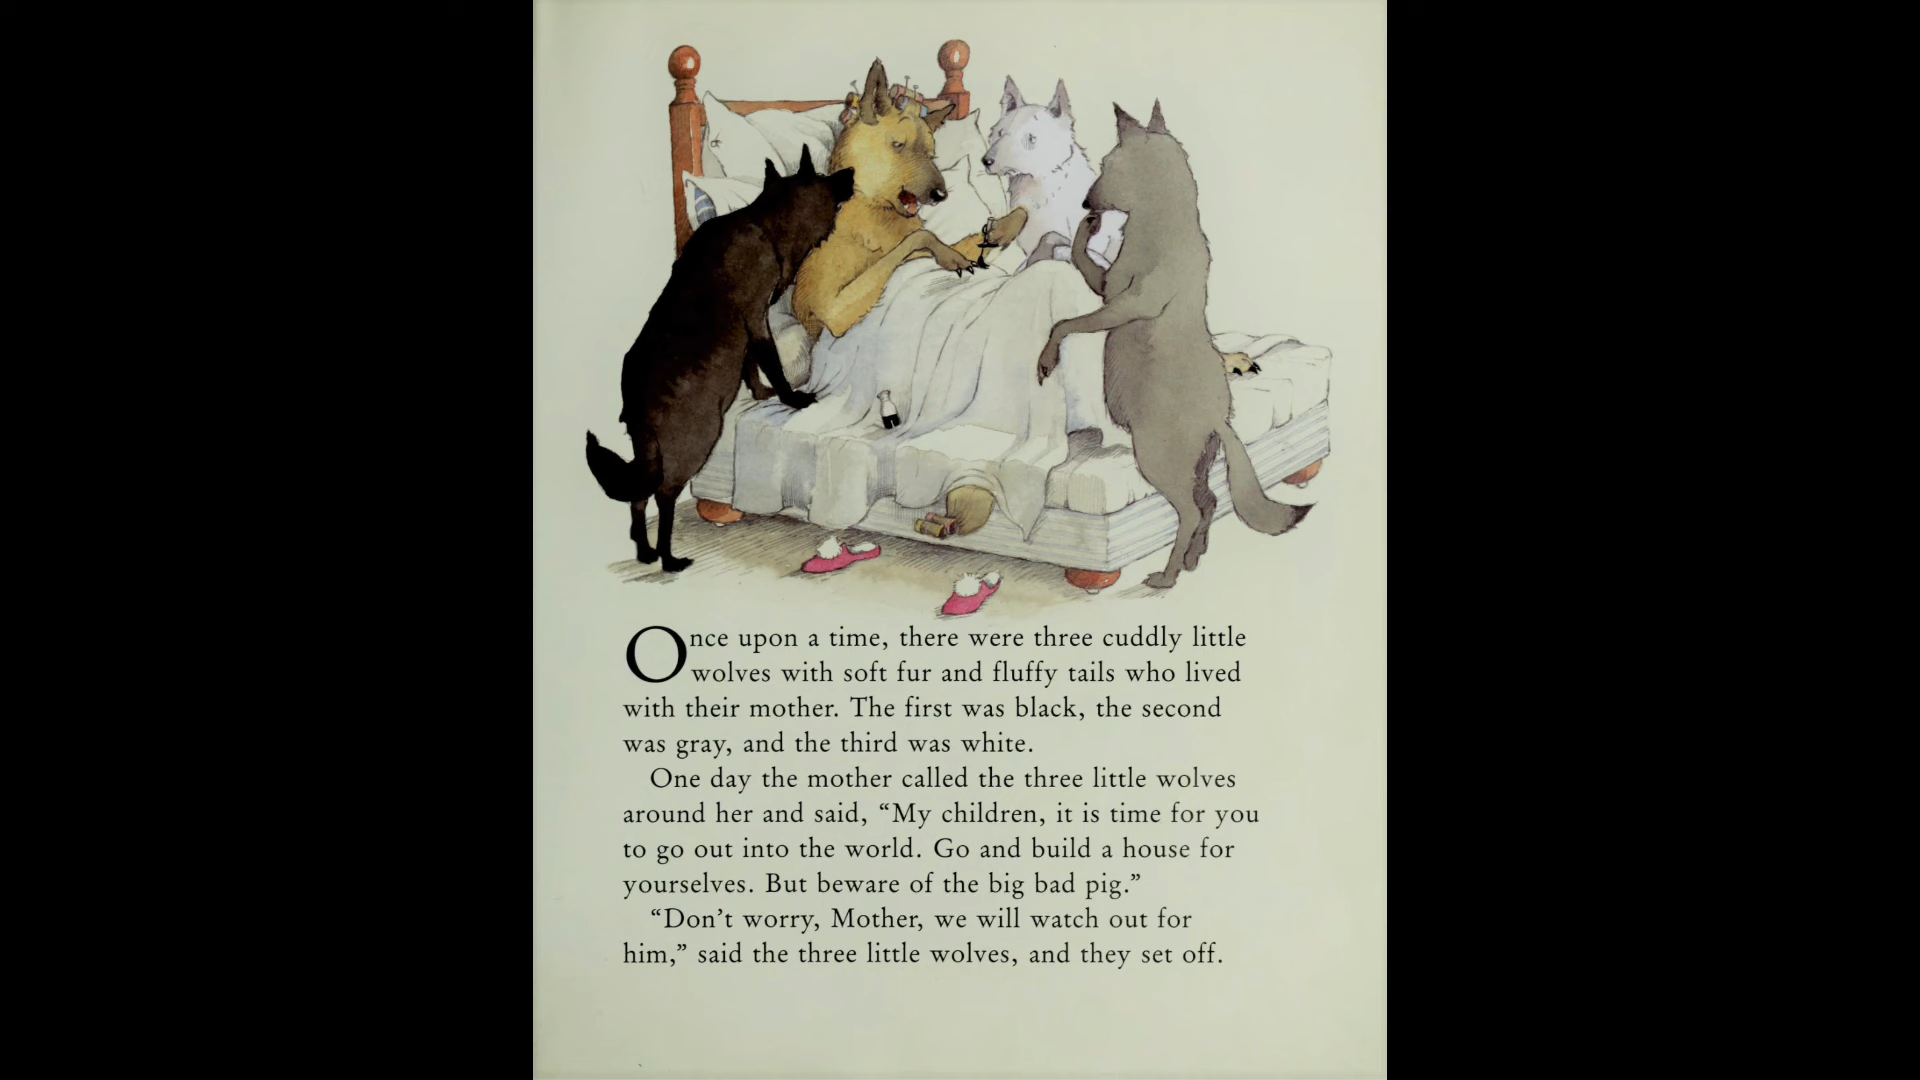 Once upon a time, there were three cuddly little
wolves with soft fur and fluffy tails who lived
with their mother. The first was black, the second
was gray, and the third was white.
One day the mother called the three little wolves
around her and said, “My children, it is time for you
to go out into the world. Go and build a house for
yourselves. But beware of the big bad pig.”
“Don’t worry, Mother, we will watch out for
him,” said the three little wolves, and they set off.